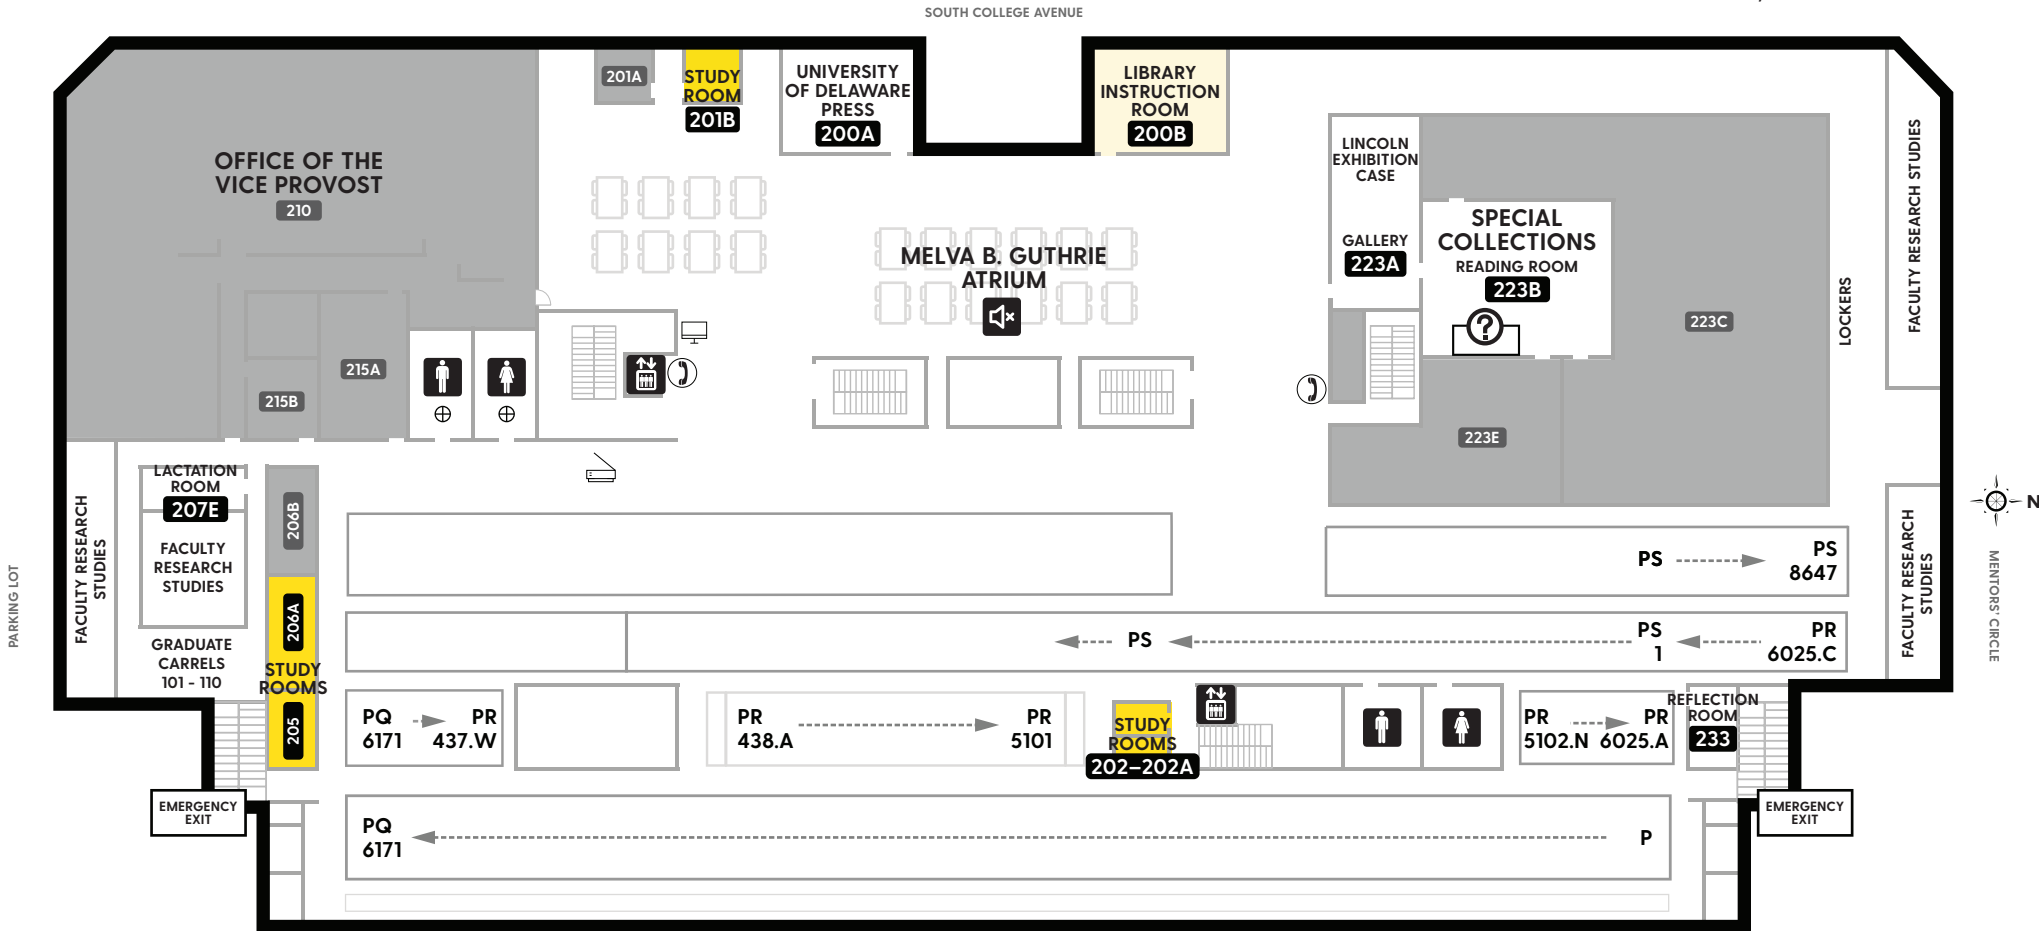 SOUTH COLLEGE AVENUE
201A
STUDY
ROOM
201B
UNIVERSITY
OF DELAWARE
PRESS
200A
LIBRARY
INSTRUCTION
ROOM
200B
OFFICE OF THE
VICE PROVOST
210
215A
215B
MELVA B. GUTHRIE
ATRIUM
LINCOLN
EXHIBITION
CASE
GALLERY
223A
SPECIAL
COLLECTIONS
READING ROOM
223B
?
223C
223E
LOCKERS
FACULTY RESEARCH STUDIES
LACTATION
ROOM
207E
FACULTY
RESEARCH
STUDIES
GRADUATE
CARRELS
101 - 110
FACULTY RESEARCH
STUDIES
PARKING LOT
206B
206A
STUDY
ROOMS
205
PS
PS
8647
PS
PS
1
PR
6025.C
PQ
6171
PR
437.W
PR
438.A
PR
5101
STUDY
ROOMS
202–202A
PR
5102.N
PR
6025.A
REFLECTION
ROOM
233
FACULTY RESEARCH
STUDIES
N
MENTORS' CIRCLE
EMERGENCY
EXIT
PQ
6171
P
EMERGENCY
EXIT